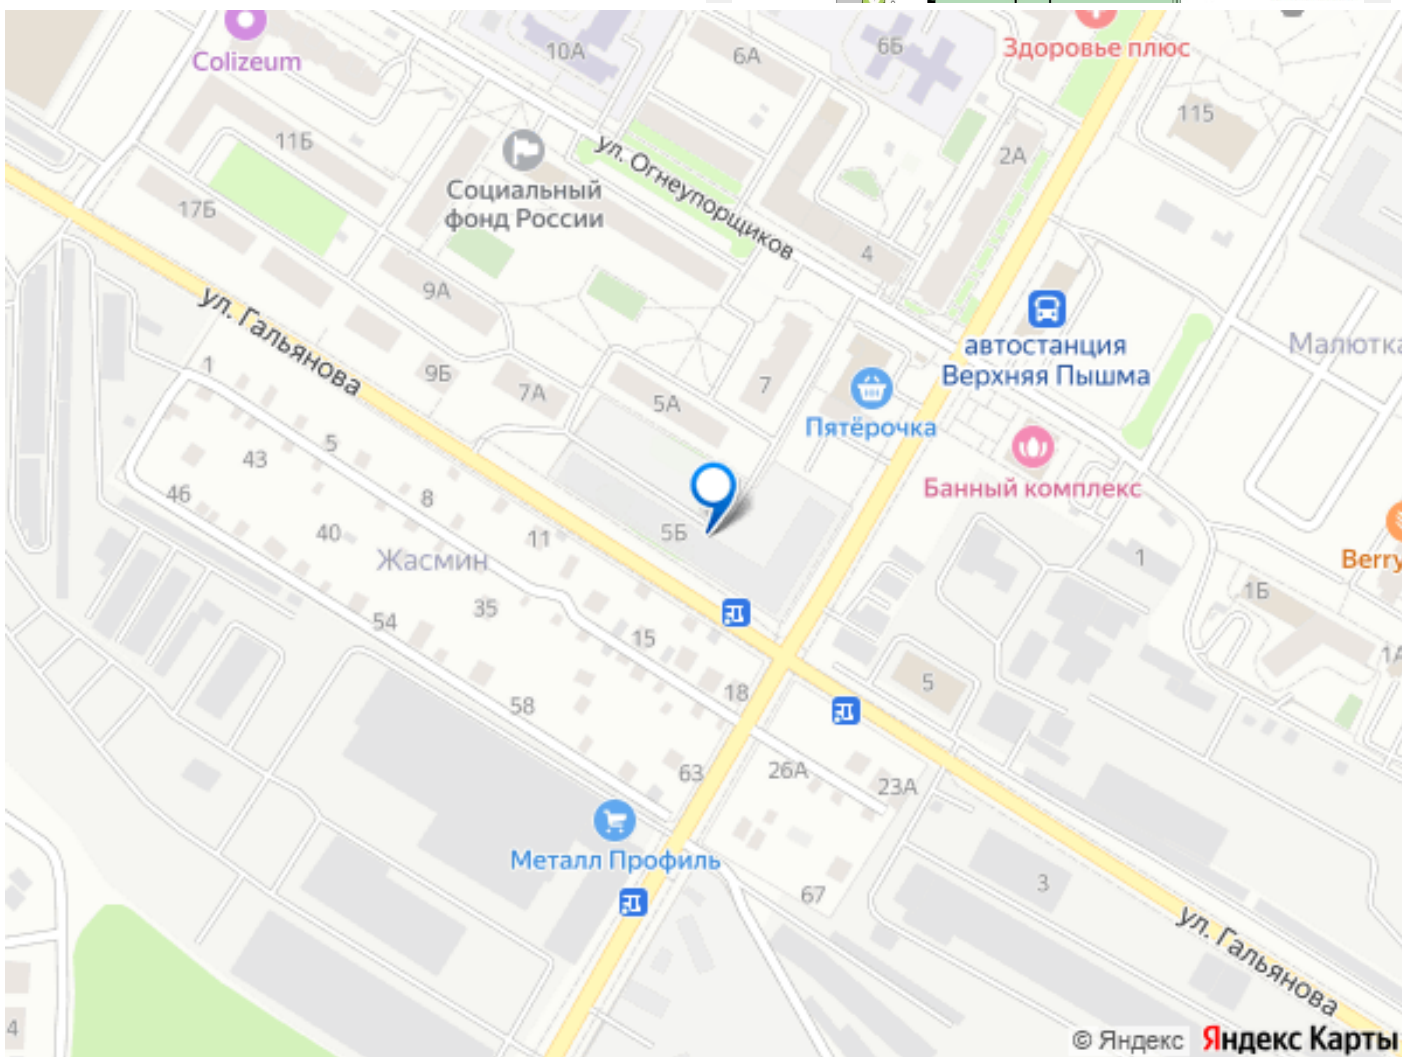 Colizeum
10А
6А
6Б
Здоровье плюс
115
11Б
2А
ул. Огнеупорщиков
Социальный
фонд России
17Б
4
9А
ул. Гальянова
автостанция
Верхняя Пышма
Малютка
1
9Б
7А
5А
7
Пятёрочка
5
43
Банный комплекс
46
8
40
11
5Б
Жасмин
1
Berry
1Б
35
54
15
1А
5
18
58
63
26А
23А
Металл Профиль
3
67
ул. Гальянова
4
© Яндекс Яндекс Карты